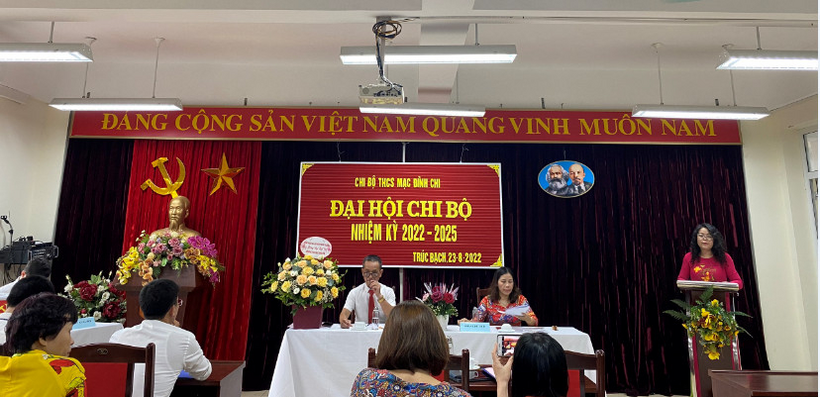 ĐẢNG CỘNG SẢN VIỆT NAM QUANG VINH MUÔN NĂM
CHI BỘ THCS MẠC ĐĨNH CHI
ĐẠI HỘI CHI BỘ
NHIỆM KỲ 2022 - 2025
TRÚC BẠCH, 23-8-2022